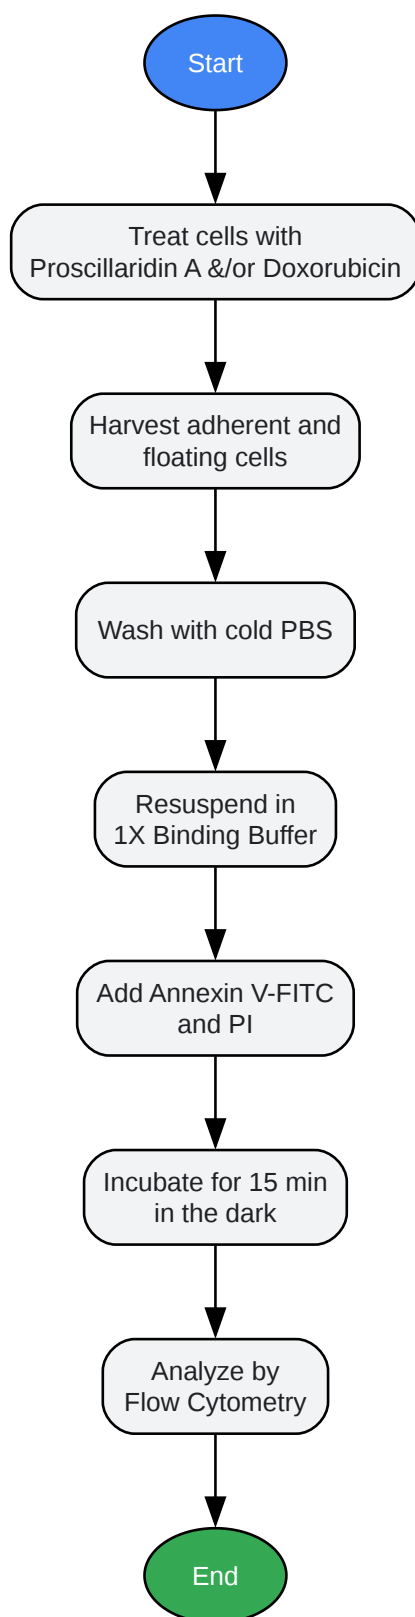 Start
Treat cells with
Proscillaridin A &/or Doxorubicin
Harvest adherent and
floating cells
Wash with cold PBS
Resuspend in
1X Binding Buffer
Add Annexin V-FITC
and PI
Incubate for 15 min
in the dark
Analyze by
Flow Cytometry
End